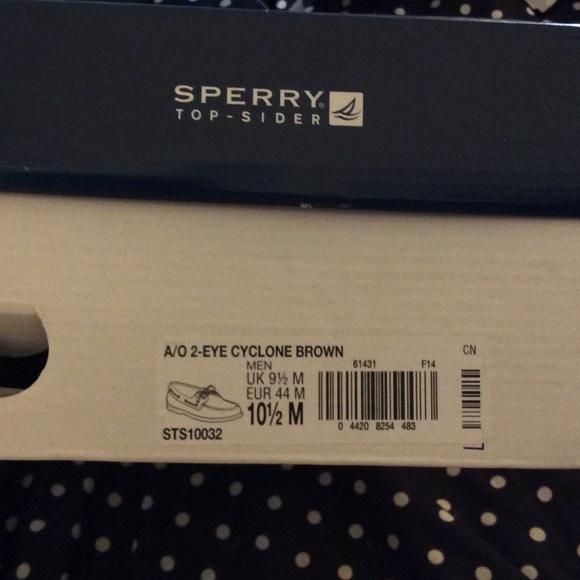 SPERRY®
TOP-SIDER
A/O 2-EYE CYCLONE BROWN
CN
MEN
61431
F14
UK 9½ M
EUR 44 M
10½ M
0 4420 8254 483
STS10032
L